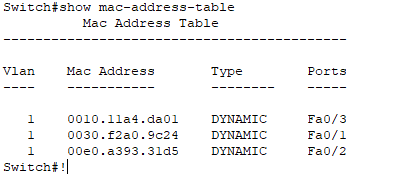 Switch#show mac-address-table
Mac Address Table
-------------------------------------------
Vlan    Mac Address       Type        Ports
----    -----------       --------    -----
1    0010.11a4.da01    DYNAMIC     Fa0/3
1    0030.f2a0.9c24    DYNAMIC     Fa0/1
1    00e0.a393.31d5    DYNAMIC     Fa0/2
Switch#!